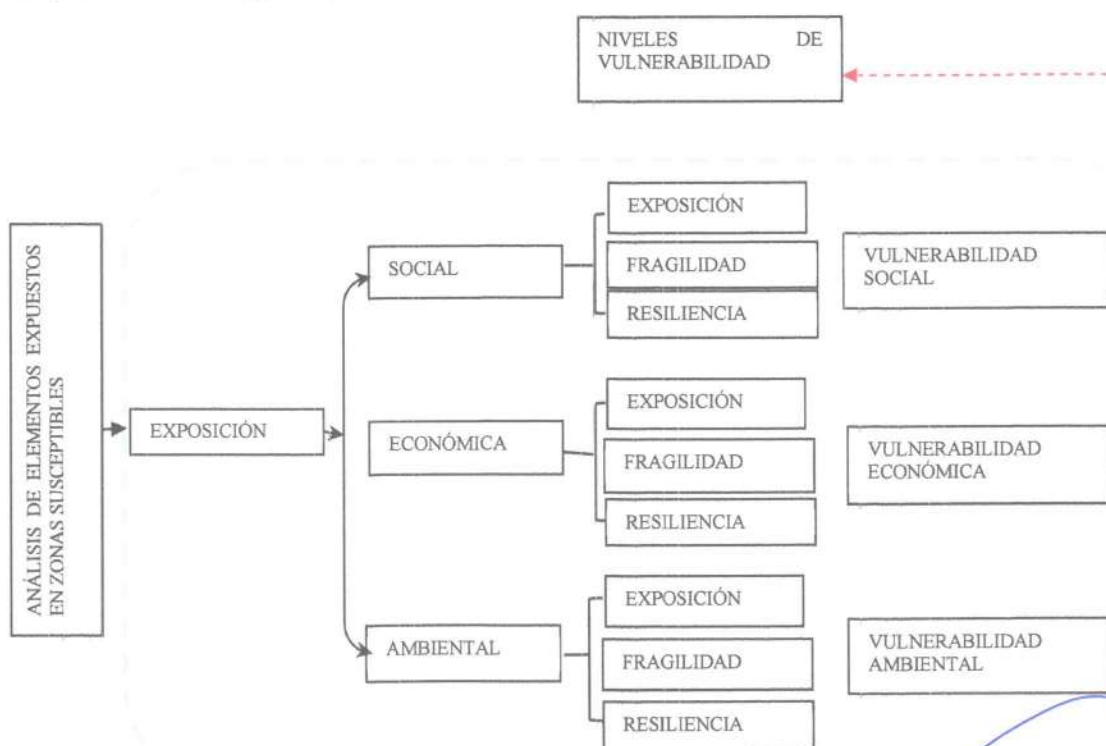 NIVELES DE
VULNERABILIDAD
ANÁLISIS DE ELEMENTOS EXPUESTOS
EN ZONAS SUSCEPTIBLES
EXPOSICIÓN
SOCIAL
EXPOSICIÓN
FRAGILIDAD
RESILIENCIA
VULNERABILIDAD
SOCIAL
ECONÓMICA
EXPOSICIÓN
FRAGILIDAD
RESILIENCIA
VULNERABILIDAD
ECONÓMICA
AMBIENTAL
EXPOSICIÓN
FRAGILIDAD
RESILIENCIA
VULNERABILIDAD
AMBIENTAL